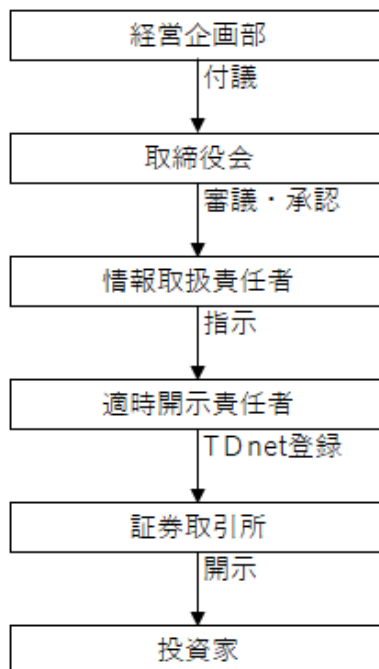 経営企画部
付議
取締役会
審議・承認
情報取扱責任者
指示
適時開示責任者
ＴＤnet登録
証券取引所
開示
投資家